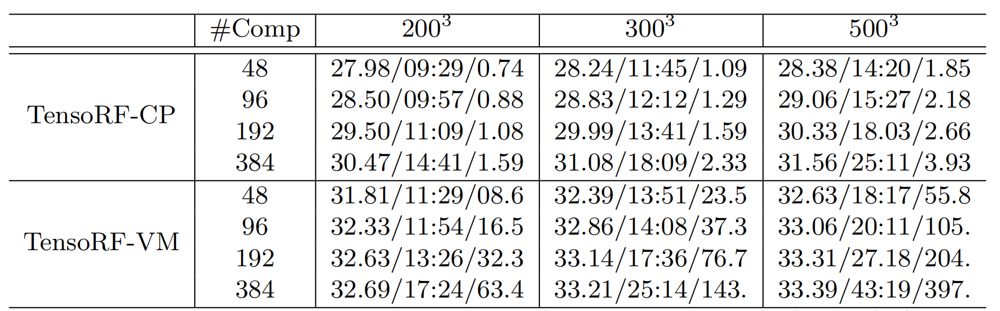 #Comp 200³ 300³ 500³
48 27.98/09:29/0.74 28.24/11:45/1.09 28.38/14:20/1.85
96 28.50/09:57/0.88 28.83/12:12/1.29 29.06/15:27/2.18
TensoRF-CP
192 29.50/11:09/1.08 29.99/13:41/1.59 30.33/18.03/2.66
384 30.47/14:41/1.59 31.08/18:09/2.33 31.56/25:11/3.93
48 31.81/11:29/08.6 32.39/13:51/23.5 32.63/18:17/55.8
96 32.33/11:54/16.5 32.86/14:08/37.3 33.06/20:11/105.
TensoRF-VM
192 32.63/13:26/32.3 33.14/17:36/76.7 33.31/27.18/204.
384 32.69/17:24/63.4 33.21/25:14/143. 33.39/43:19/397.